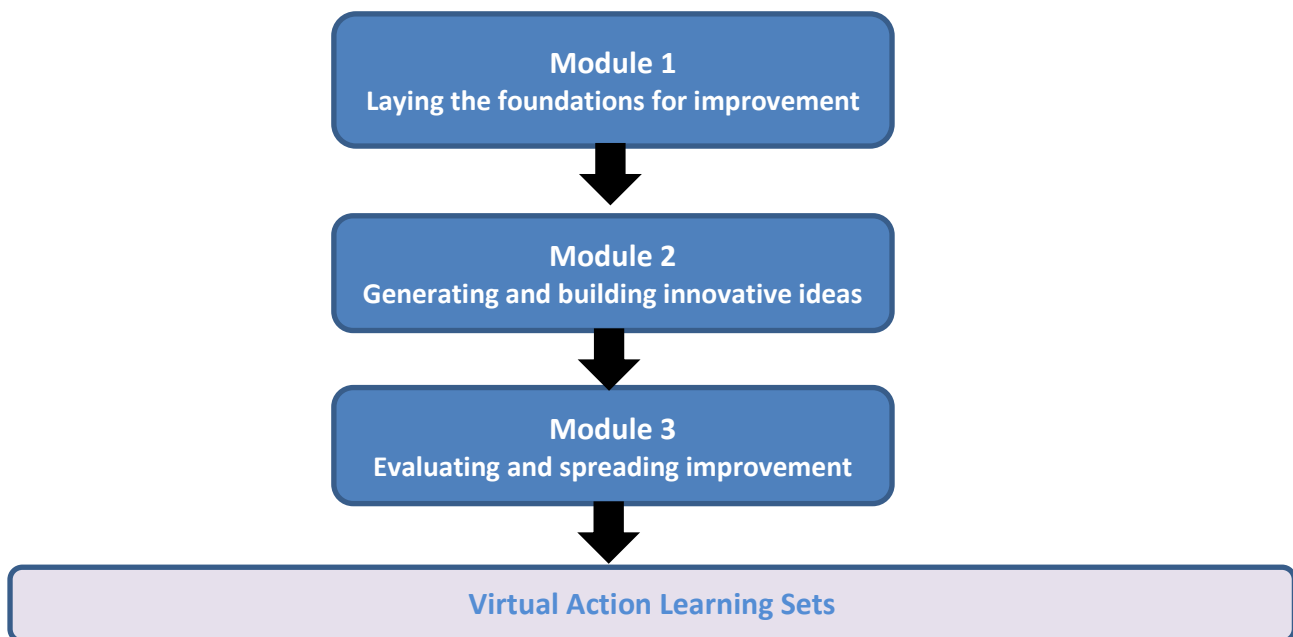 Module 1
Laying the foundations for improvement
Module 2
Generating and building innovative ideas
Module 3
Evaluating and spreading improvement
Virtual Action Learning Sets